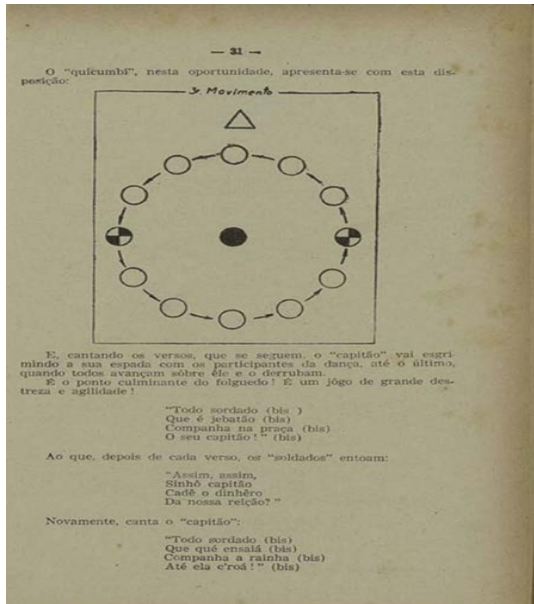 — 31 —
O "quicumbí", nesta oportunidade, apresenta-se com esta dis-
posição:
3º. Movimento
E, cantando os versos, que se seguem, o "capitão" vai esgri
mindo a sua espada com os participantes da dança, até ó último,
quando todos avançam sôbre êle e o derrubam.
É o ponto culminante do folguedo! É um jôgo de grande des-
treza e agilidade!
"Todo sordado (bis )
Que é jebatão (bis)
Companha na praça (bis)
O seu capitão!" (bis)
Ao que, depois de cada verso, os "soldados" entoam:
"Assim, assim,
Sinhô capitão
Cadê o dinhêro
Da nossa reição?"
Novamente, canta o "capitão":
"Todo sordado (bis)
Que qué ensaiá (bis)
Companha a rainha (bis)
Até ela c'roá!" (bis)